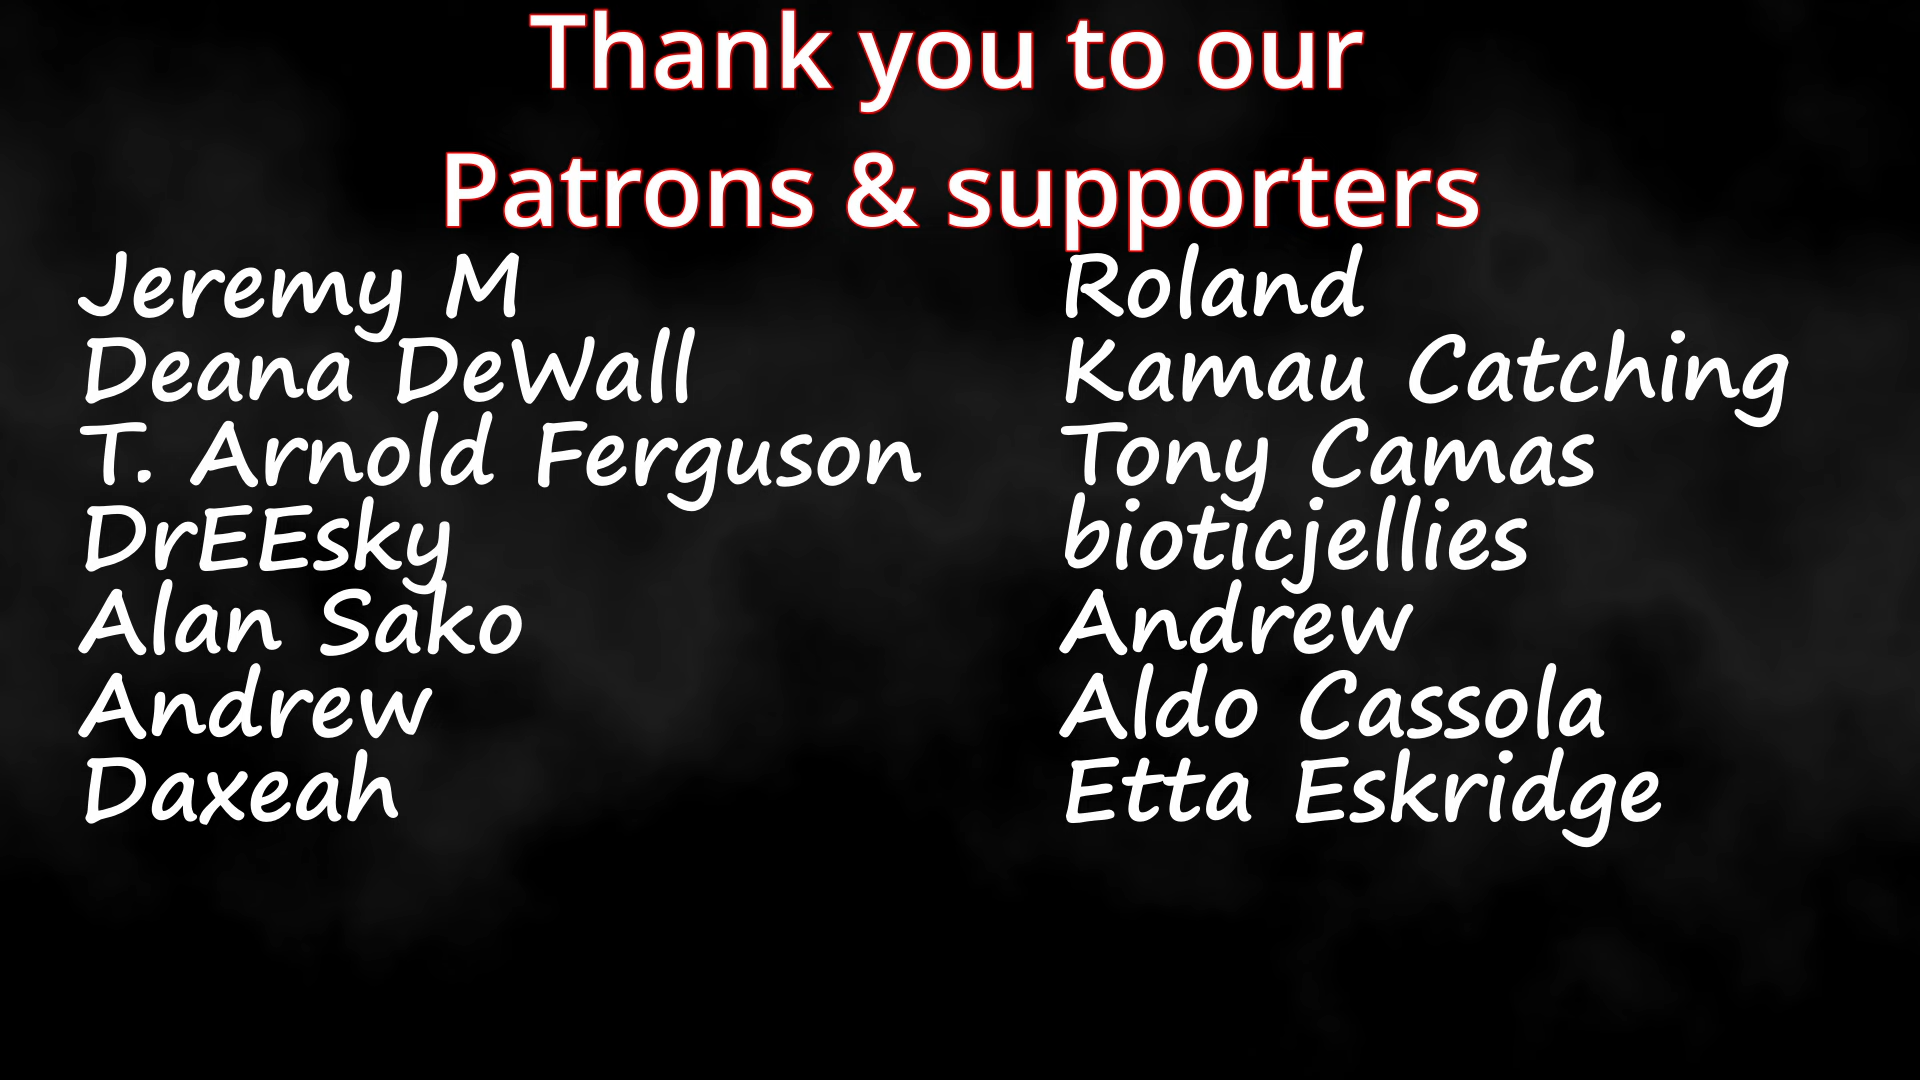 Thank you to our
Patrons & supporters
Jeremy M
Deana DeWall
T. Arnold Ferguson
DrEEsky
Alan Sako
Andrew
Daxeah
Roland
Kamau Catching
Tony Camas
bioticjellies
Andrew
Aldo Cassola
Etta Eskridge